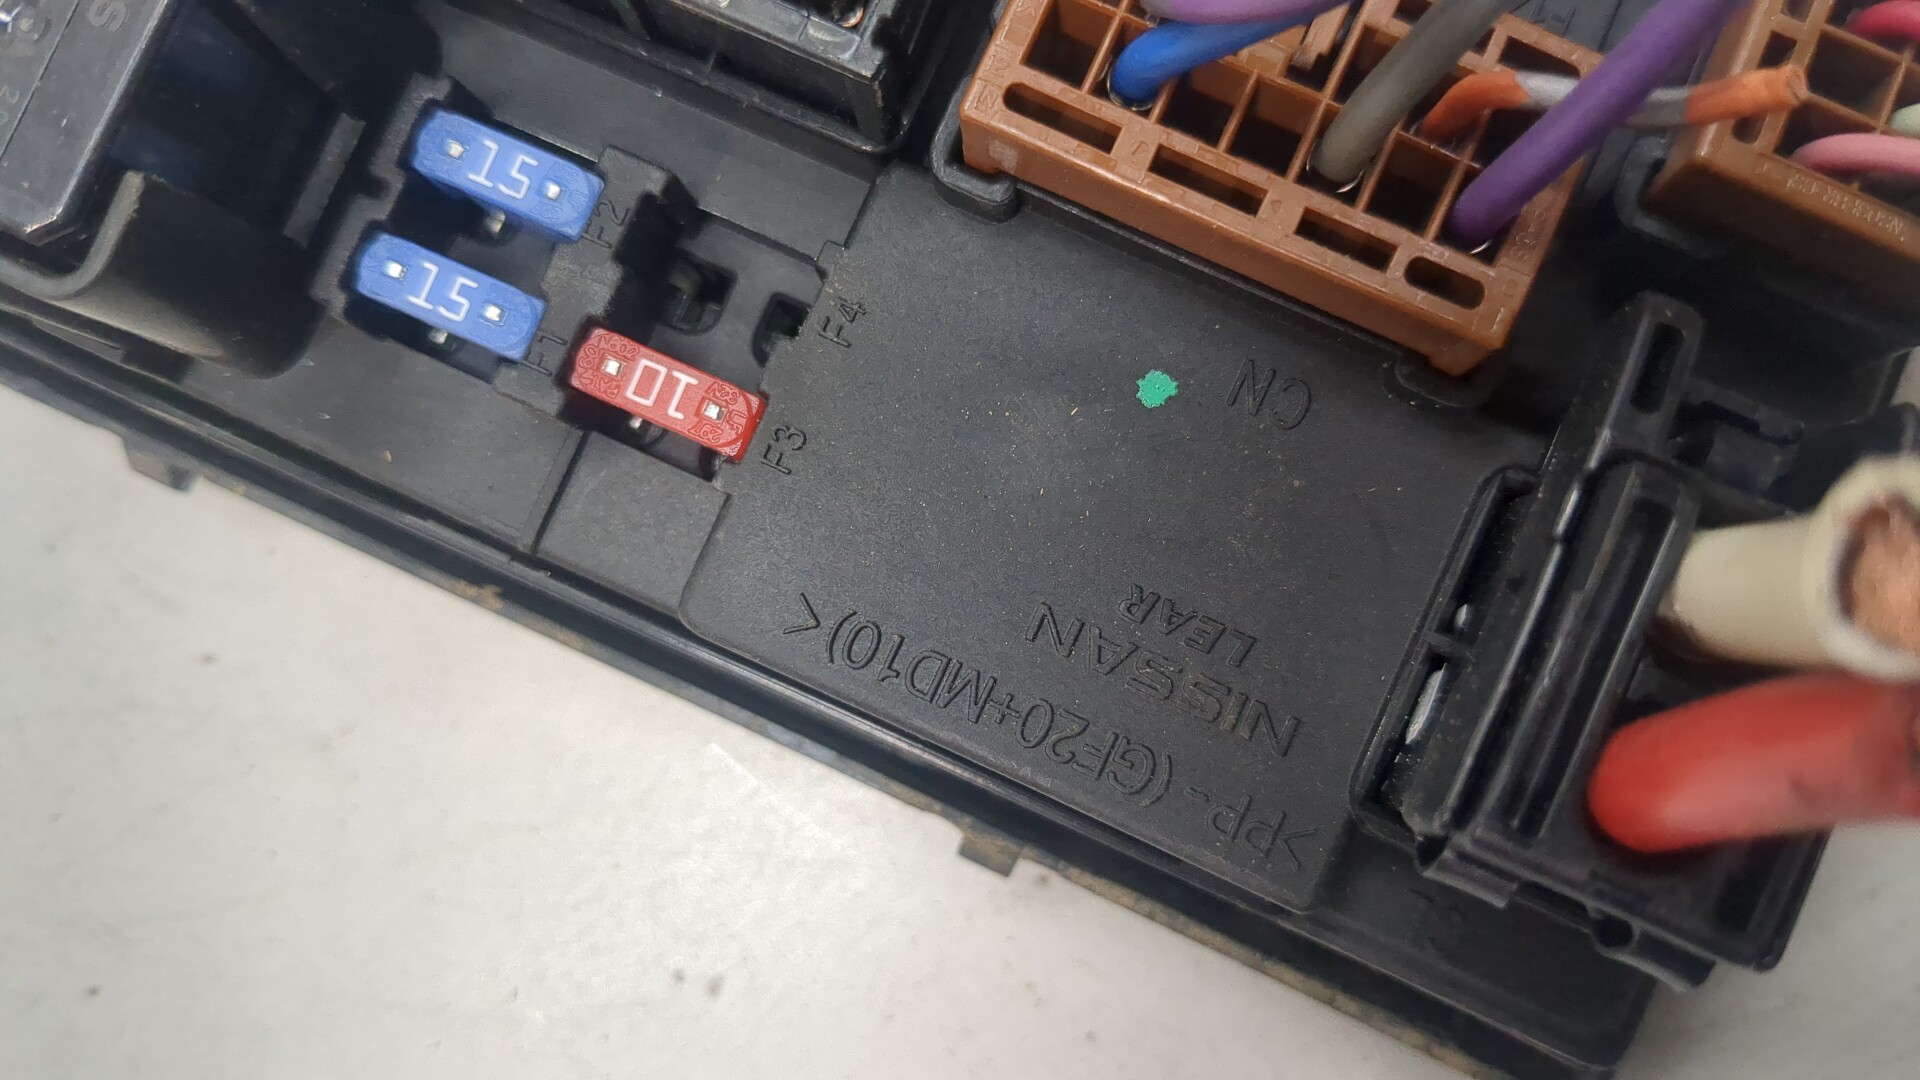 15
F2
15
F1
10
F3
F4
CN
LEAR
NISSAN
>PP-(GF20+MD10)<